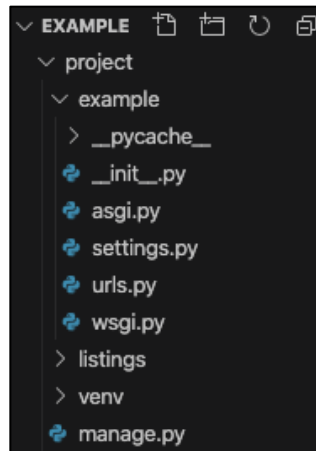 EXAMPLE
project
example
__pycache__
__init__.py
asgi.py
settings.py
urls.py
wsgi.py
listings
venv
manage.py